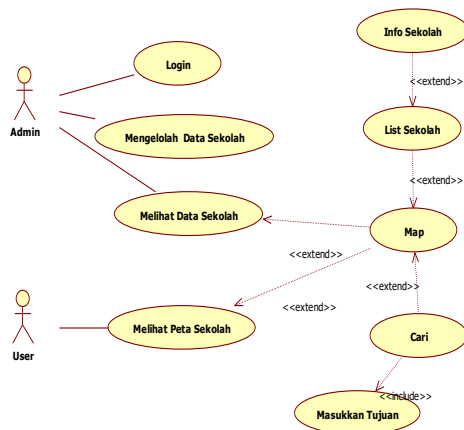 Info Sekolah
Login
<<extend>>
Admin
List Sekolah
Mengelolah Data Sekolah
<<extend>>
Melihat Data Sekolah
Map
<<extend>>
<<extend>>
<<extend>>
Melihat Peta Sekolah
Cari
User
<<include>>
Masukkan Tujuan